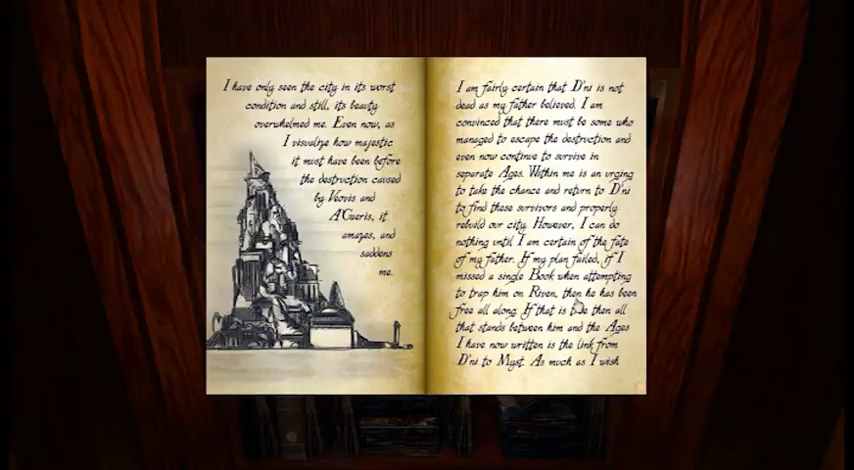 I have only seen the city in its worst
condition and still, its beauty
overwhelmed me. Even now, as
I visualize how majestic
it must have been before
the destruction caused
by Veovis and
A'Gaeris, it
amazes, and
saddens
me.
I am fairly certain that D'ni is not
dead as my father believed. I am
convinced that there must be some who
managed to escape the destruction and
even now continue to survive in
separate Ages. Within me is an urging
to take the chance and return to D'ni
to find these survivors and properly
rebuild our city. However, I can do
nothing until I am certain of the fate
of my father. If my plan failed, if I
missed a single Book when attempting
to trap him on Riven, then he has been
free all along. If that is true then all
that stands between him and the Ages
I have now written is the link from
D'ni to Myst. As much as I wish